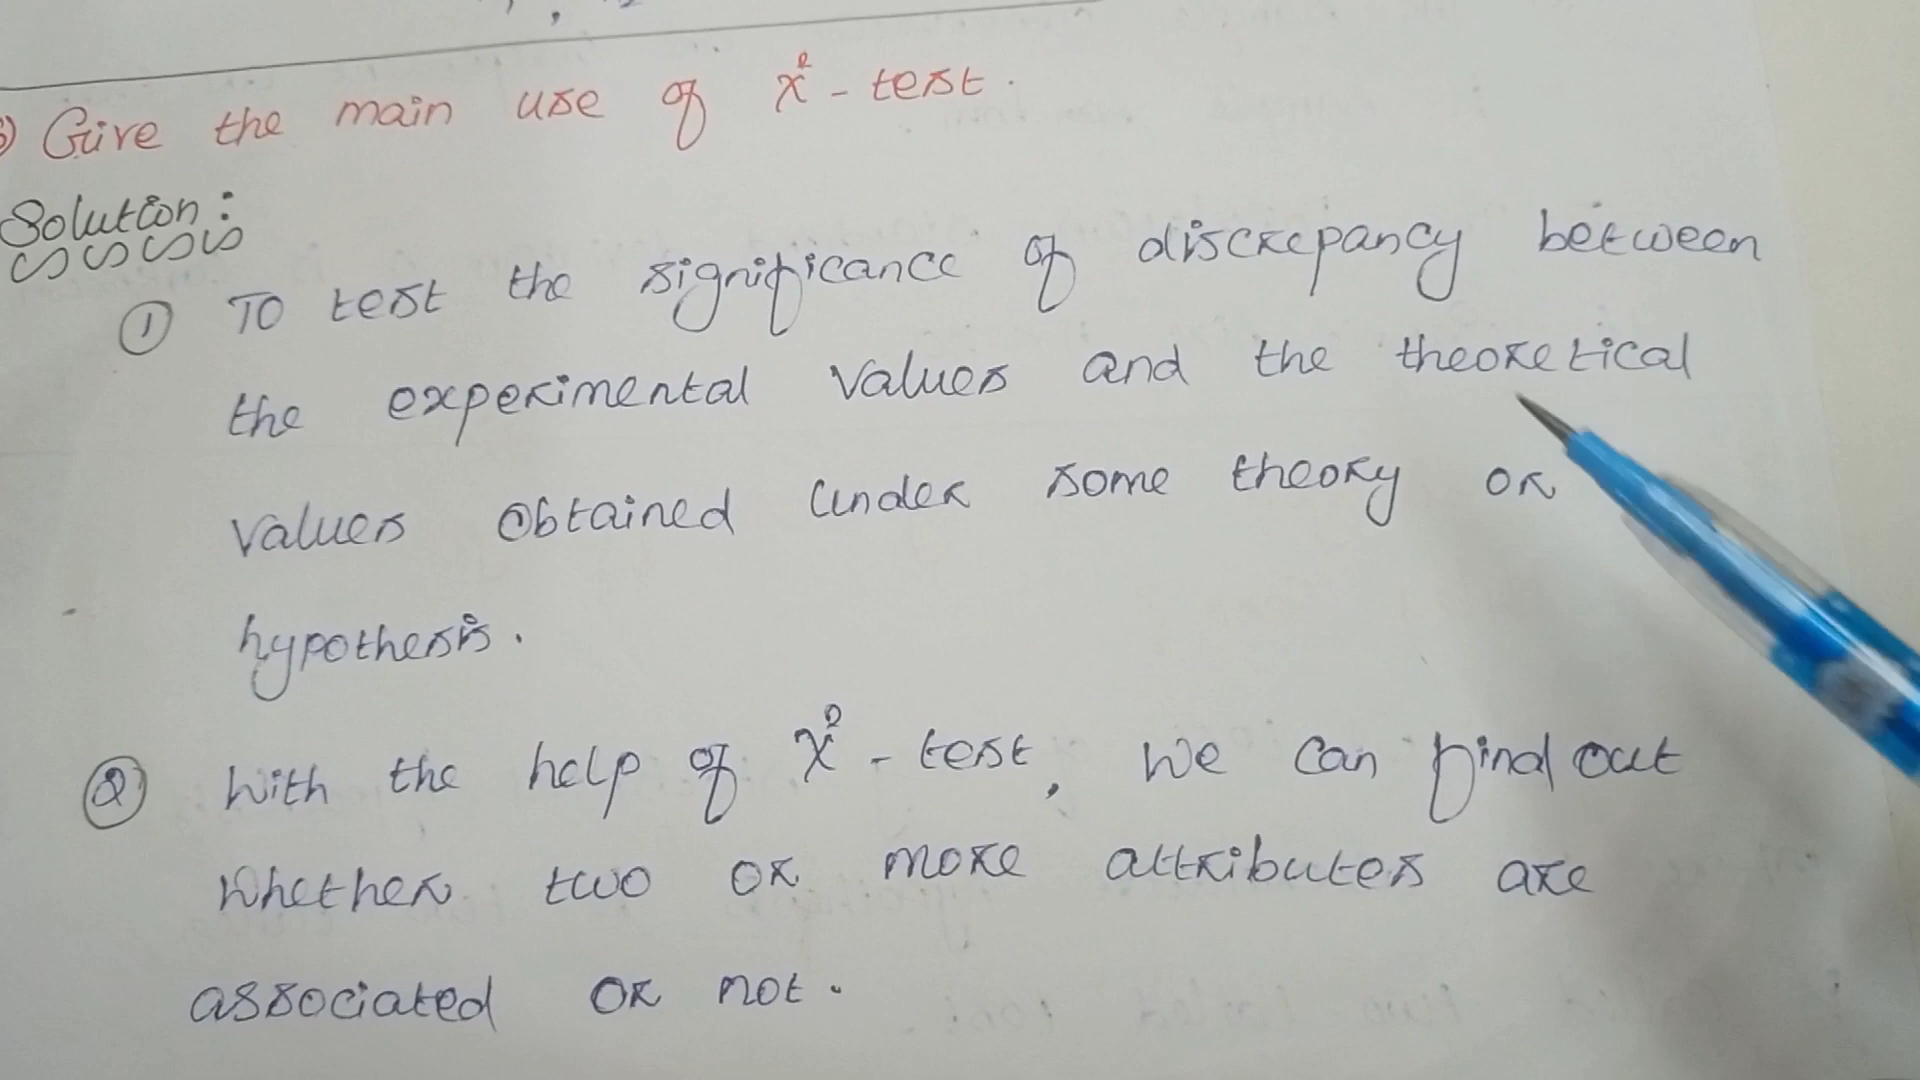 Give the main use of χ² - test.
Solution:
① To test the significance of discrepancy between
the experimental values and the theoretical
values obtained under some theory or
hypothesis.
② With the help of χ² - test, we can find out
whether two or more attributes are
associated or not.